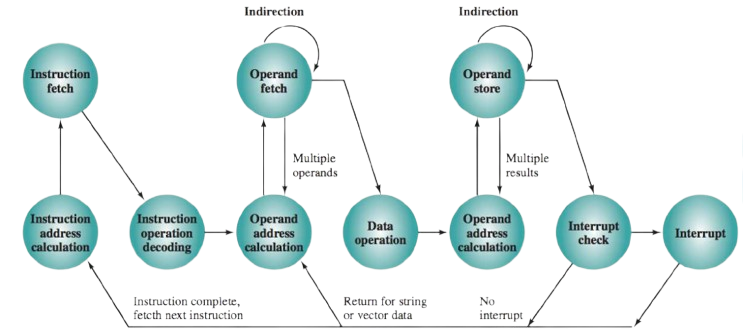 Indirection
Indirection
Instruction
fetch
Operand
fetch
Operand
store
Multiple
operands
Multiple
results
Instruction
address
calculation
Instruction
operation
decoding
Operand
address
calculation
Data
operation
Operand
address
calculation
Interrupt
check
Interrupt
Instruction complete,
fetcth next instruction
Return for string
or vector data
No
interrupt